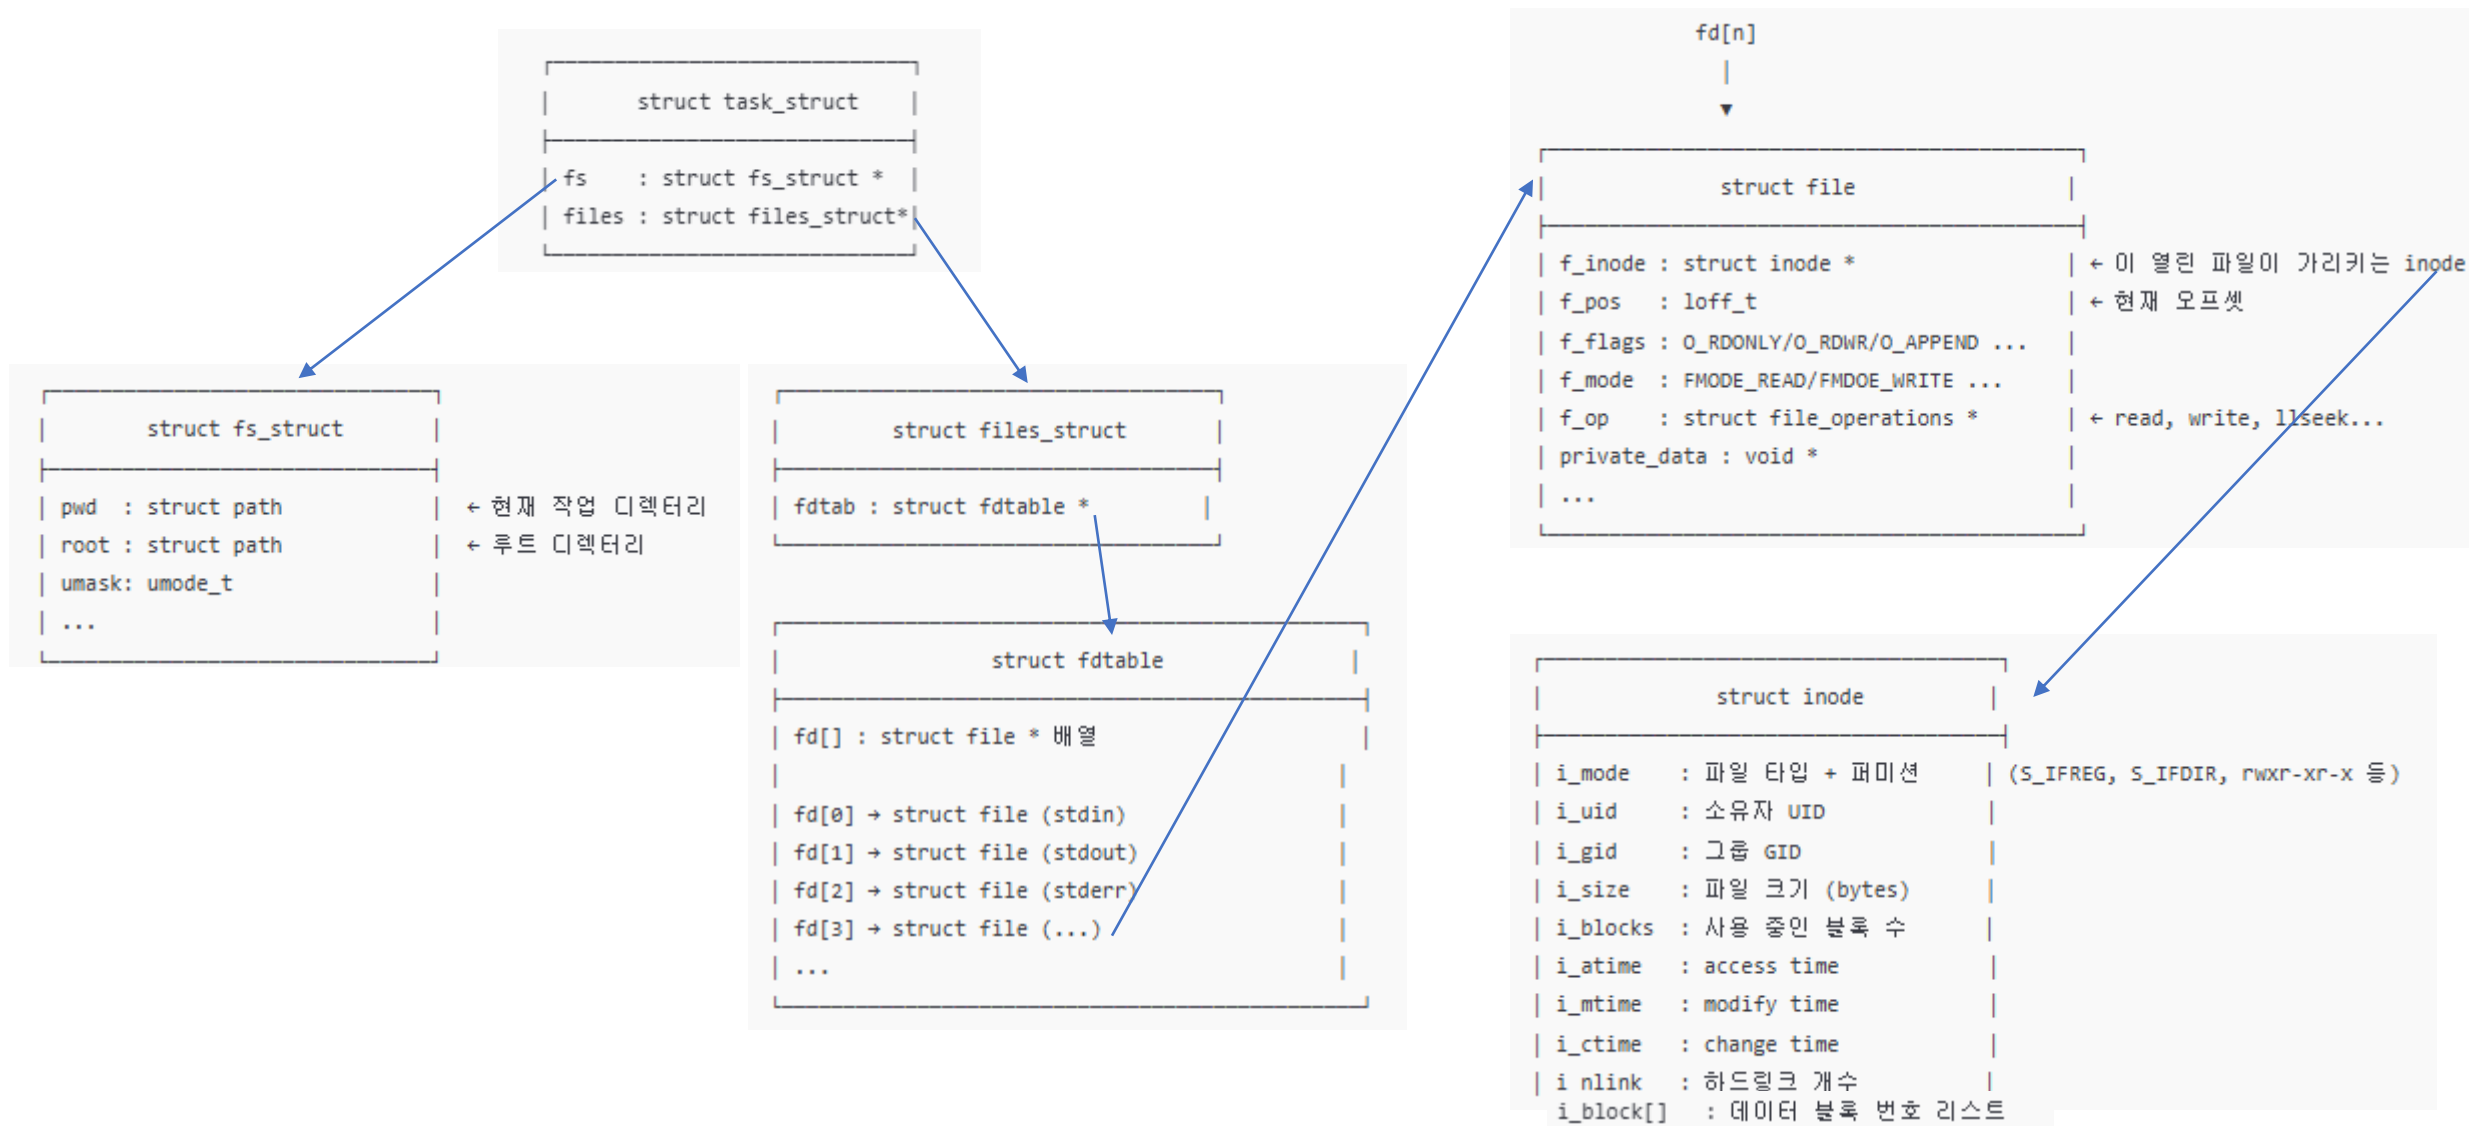 struct task_struct
fs : struct fs_struct *
files : struct files_struct*
struct fs_struct
pwd : struct path ← 현재 작업 디렉터리
root : struct path ← 루트 디렉터리
umask: umode_t
...
struct files_struct
fdtab : struct fdtable *
struct fdtable
fd[] : struct file * 배열
fd[0] → struct file (stdin)
fd[1] → struct file (stdout)
fd[2] → struct file (stderr)
fd[3] → struct file (...)
...
fd[n]
▼
struct file
f_inode : struct inode * ← 이 열린 파일이 가리키는 inode
f_pos : loff_t ← 현재 오프셋
f_flags : O_RDONLY/O_RDWR/O_APPEND ...
f_mode : FMODE_READ/FMDOE_WRITE ...
f_op : struct file_operations * ← read, write, llseek...
private_data : void *
...
struct inode
i_mode : 파일 타입 + 퍼미션 (S_IFREG, S_IFDIR, rwxr-xr-x 등)
i_uid : 소유자 UID
i_gid : 그룹 GID
i_size : 파일 크기 (bytes)
i_blocks : 사용 중인 블록 수
i_atime : access time
i_mtime : modify time
i_ctime : change time
i nlink : 하드링크 개수
i_block[] : 데이터 블록 번호 리스트